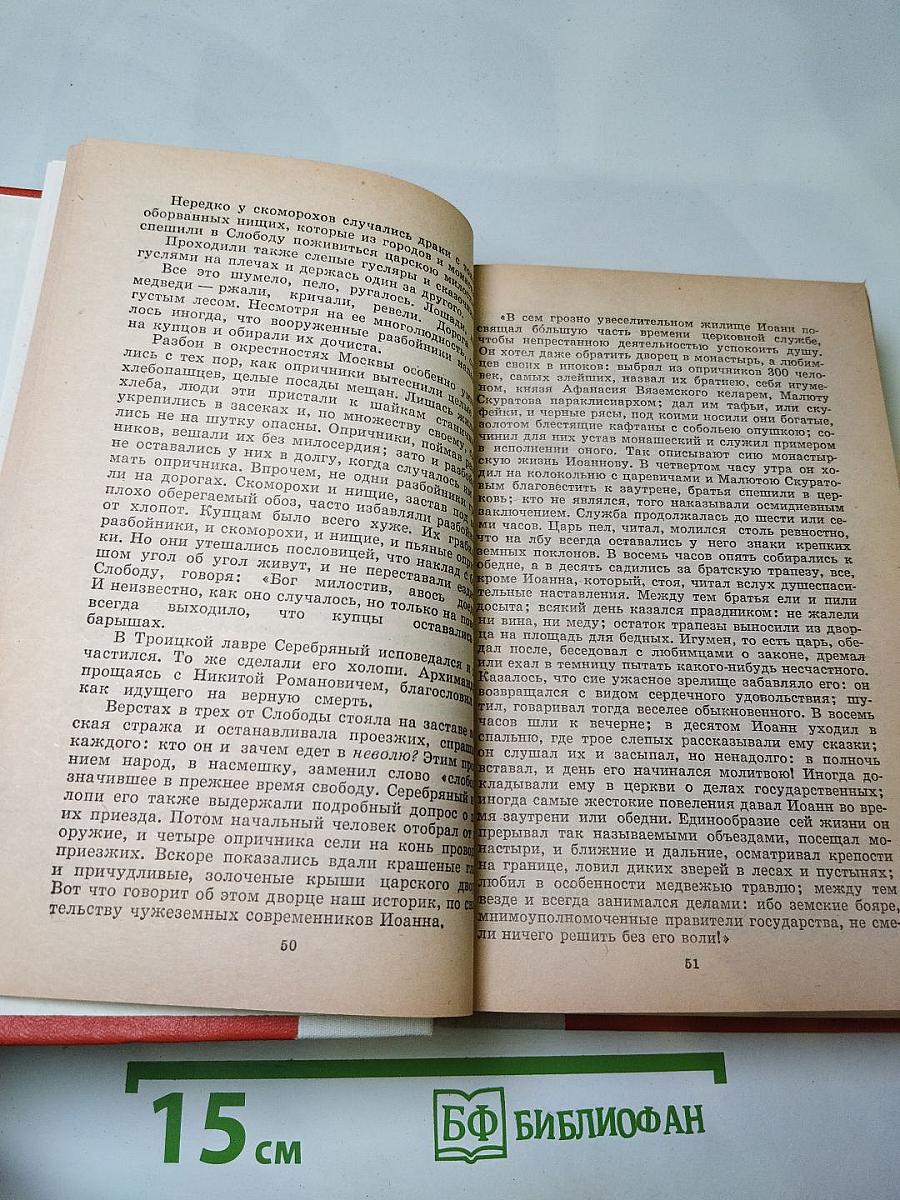 Нередко у скоморохов случались драки с
оборванных нищих, которые из городов и
спешили в Слободу поживиться царскою
Проходили также слепые гусляры и
гуслями на плечах и держась один за другого.
Все это шумело, пело, ругалось. Лошади,
медведи — ржали, кричали, ревели. Дорога
густым лесом. Несмотря на ее многолюдность,
лось иногда, что вооруженные разбойники
на купцов и обирали их дочиста.
Разбои в окрестностях Москвы особенно
лись с тех пор, как опричники вытеснили целые
хлебопашцев, целые посады мещан. Лишась
хлеба, люди эти пристали к шайкам
укрепились в засеках и, по множеству своему,
лись не на шутку опасны. Опричники, поймав
ников, вешали их без милосердия; зато и
не оставались у них в долгу, когда случалось
мать опричника. Впрочем, не одни разбойники
ли на дорогах. Скоморохи и нищие, застав под
плохо оберегаемый обоз, часто избавляли
от хлопот. Купцам было всего хуже. Их
разбойники, и скоморохи, и нищие, и пьяные
ки. Но они утешались пословицей, что наклад с
шом угол об угол живут, и не переставали
Слободу, говоря: «Бог милостив, авось
И неизвестно, как оно случалось, но только на
всегда выходило, что купцы
барышах.
В Троицкой лавре Серебряный исповедался и
частился. То же сделали его холопи.
прощаясь с Никитой Романовичем, благословил
как идущего на верную смерть.
Верстах в трех от Слободы стояла на заставе
ская стража и останавливала проезжих,
каждого: кто он и зачем едет в неволю? Этим
нием народ, в насмешку, заменил слово
значившее в прежнее время свободу. Серебряный
лопи его также выдержали подробный допрос о
их приезда. Потом начальный человек отобрал от
оружие, и четыре опричника сели на конь
приезжих. Вскоре показались вдали крашеные
и причудливые, золоченые крыши царского
Вот что говорит об этом дворце наш историк, по
тельству чужеземных современников Иоанна.
50
«В сем грозно увеселительном жилище Иоанн по-
свящал бо́льшую часть времени церковной службе,
чтобы непрестанною деятельностью успокоить душу.
Он хотел даже обратить дворец в монастырь, а любим-
цев своих в иноков: выбрал из опричников 300 чело-
век, самых злейших, назвал их братнею, себя игуме-
ном, князя Афанасия Вяземского келарем, Малюту
Скуратова параклисиархом; дал им тафьи, или ску-
фейки, и черные рясы, под коими носили они богатые,
золотом блестящие кафтаны с собольею опушкою; со-
чинил для них устав монашеский и служил примером
в исполнении оного. Так описывают сию монастыр-
скую жизнь Иоаннову. В четвертом часу утра он хо-
дил на колокольню с царевичами и Малютою Скурато-
вым благовестить к заутрене, братья спешили в цер-
ковь; кто не являлся, того наказывали осмидневным
заключением. Служба продолжалась до шести или се-
ми часов. Царь пел, читал, молился столь ревностно,
что на лбу всегда оставались у него знаки крепких
земных поклонов. В восемь часов опять собирались к
обедне, а в десять садились за братскую трапезу, все,
кроме Иоанна, который, стоя, читал вслух душеспаси-
тельные наставления. Между тем братья ели и пили
досыта; всякий день казался праздником: не жалели
ни вина, ни меду; остаток трапезы выносили из двор-
ца на площадь для бедных. Игумен, то есть царь, обе-
дал после, беседовал с любимцами о законе, дремал
или ехал в темницу пытать какого-нибудь несчастного.
Казалось, что сие ужасное зрелище забавляло его: он
возвращался с видом сердечного удовольствия; шу-
тил, говаривал тогда веселее обыкновенного. В восемь
часов шли к вечерне; в десятом Иоанн уходил в
спальню, где трое слепых рассказывали ему сказки;
он слушал их и засыпал, но ненадолго: в полночь
вставал, и день его начинался молитвою! Иногда до-
кладывали ему в церкви о делах государственных;
иногда самые жестокие повеления давал Иоанн во вре-
мя заутрени или обедни. Единообразие сей жизни он
прерывал так называемыми объездами, посещал мо-
настыри, и ближние и дальние, осматривал крепости
на границе, ловил диких зверей в лесах и пустынях;
любил в особенности медвежью травлю; между тем
везде и всегда занимался делами: ибо земские бояре,
мнимоуполномоченные правители государства, не сме-
ли ничего решить без его воли!»
51
15 см
БФ БИБЛИОФАН